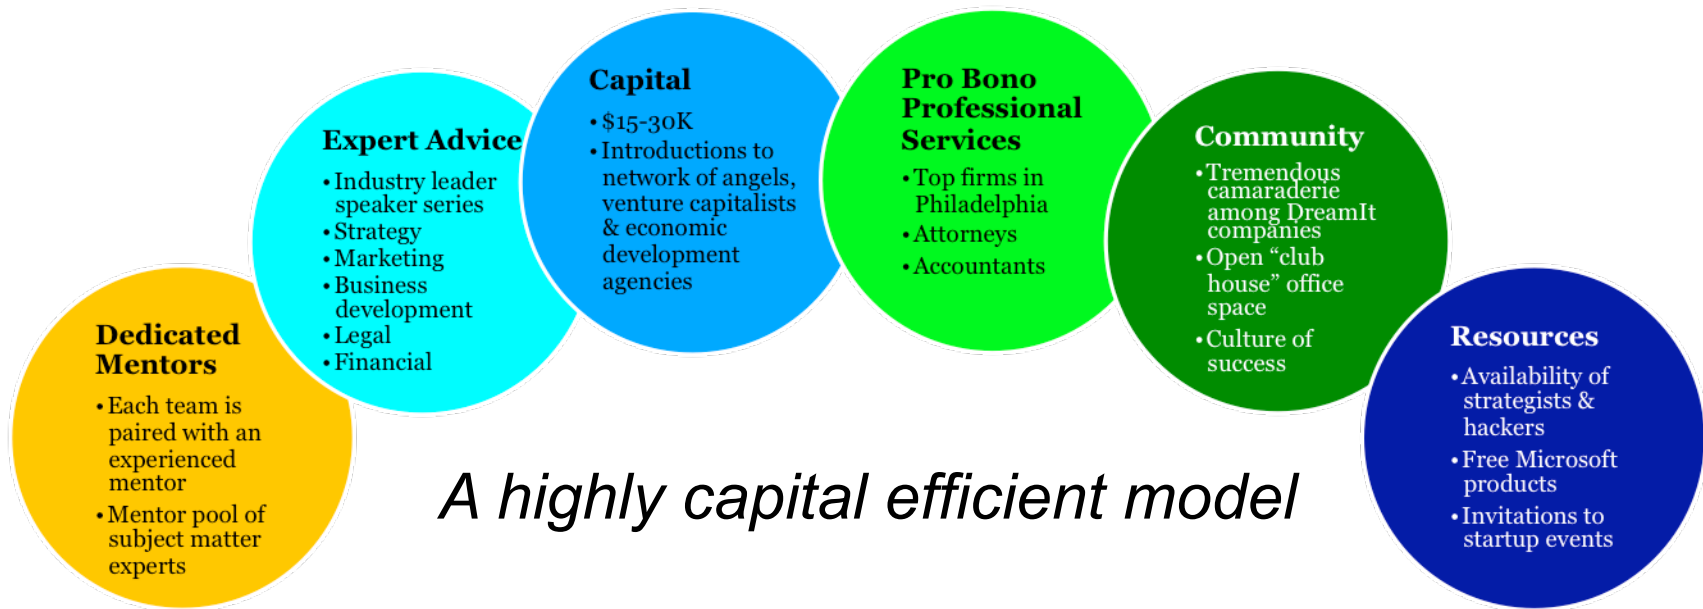 Dedicated
Mentors
•Each team is
paired with an
experienced
mentor
•Mentor pool of
subject matter
experts
Expert Advice
•Industry leader
speaker series
•Strategy
•Marketing
•Business
development
•Legal
•Financial
Capital
•$15-30K
•Introductions to
network of angels,
venture capitalists
& economic
development
agencies
Pro Bono
Professional
Services
•Top firms in
Philadelphia
•Attorneys
•Accountants
Community
•Tremendous
camaraderie
among DreamIt
companies
•Open “club
house” office
space
•Culture of
success
Resources
•Availability of
strategists &
hackers
•Free Microsoft
products
•Invitations to
startup events
A highly capital efficient model